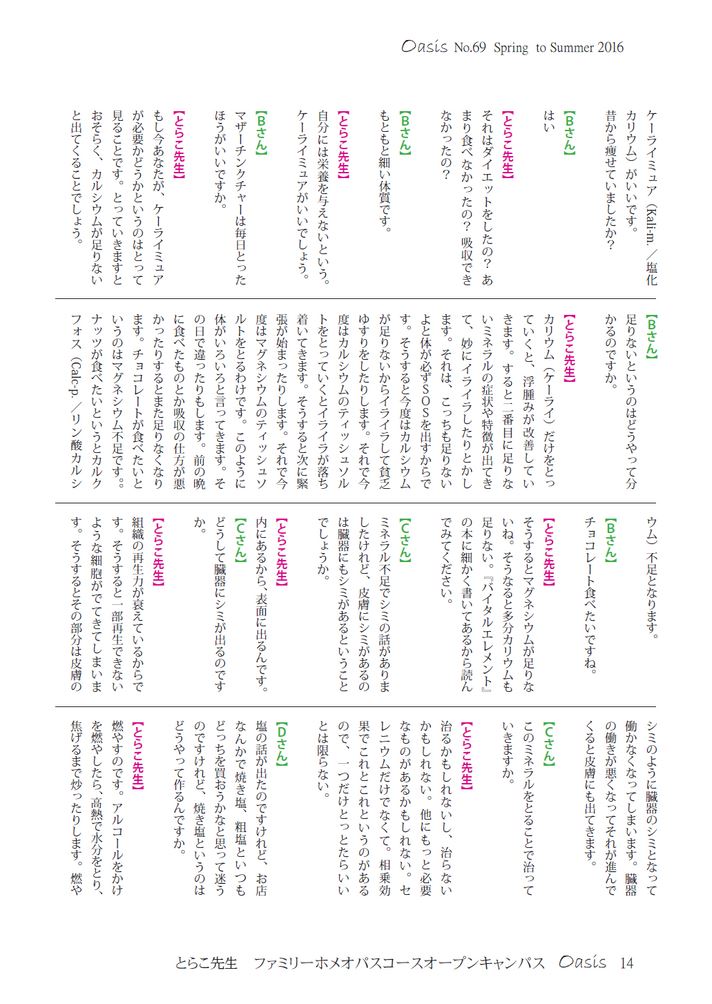 Oasis No.69 Spring to Summer 2016
ケーライミュア（Kali-m.／塩化
カリウム）がいいです。
昔から痩せていましたか？
【Bさん】
はい
【とらこ先生】
それはダイエットをしたの？ あ
まり食べなかったの？ 吸収でき
なかったの？
【Bさん】
もともと細い体質です。
【とらこ先生】
自分には栄養を与えないという。
ケーライミュアがいいでしょう。
【Bさん】
マザーチンクチャーは毎日とった
ほうがいいですか。
【とらこ先生】
もし今あなたが、ケーライミュア
が必要かどうかというのはとって
見ることです。とっていきますと
おそらく、カルシウムが足りない
と出てくることでしょう。
【Bさん】
足りないというのはどうやって分
かるのですか。
【とらこ先生】
カリウム（ケーライ）だけをとっ
ていくと、浮腫みが改善してい
きます。すると二番目に足りな
いミネラルの症状や特徴が出てき
て、妙にイライラしたりとかし
ます。それは、こっちも足りない
よと体が必ずSOSを出すからで
す。そうすると今度はカルシウム
が足りないからイライラして貧乏
ゆすりをしたりします。それで今
度はカルシウムのティッシュソル
トをとっていくとイライラが落ち
着いてきます。そうすると次に緊
張が始まったりします。それで今
度はマグネシウムのティッシュソ
ルトをとるわけです。このように
体がいろいろと言ってきます。そ
の日で違ったりもします。前の晩
に食べたものとか吸収の仕方が悪
かったりするとまた足りなくなり
ます。チョコレートが食べたいと
いうのはマグネシウム不足です。。
ナッツが食べたいというとカルク
フォス（Calc-p.／リン酸カルシ
ウム）不足となります。
【Bさん】
チョコレート食べたいですね。
【とらこ先生】
そうするとマグネシウムが足りな
いね。そうなると多分カリウムも
足りない。『バイタルエレメント』
の本に細かく書いてあるから読ん
でみてください。
【Cさん】
ミネラル不足でシミの話がありま
したけれど、皮膚にシミがあるの
は臓器にもシミがあるということ
でしょうか。
【とらこ先生】
内にあるから、表面に出るんです。
【Cさん】
どうして臓器にシミが出るのです
か。
【とらこ先生】
組織の再生力が衰えているからで
す。そうすると一部再生できない
ような細胞がでてきてしまいま
す。そうするとその部分は皮膚の
シミのように臓器のシミとなって
働かなくなってしまいます。臓器
の働きが悪くなってそれが進んで
くると皮膚にも出てきます。
【Cさん】
このミネラルをとることで治って
いきますか。
【とらこ先生】
治るかもしれないし、治らない
かもしれない。他にもっと必要
なものがあるかもしれない。セ
レニウムだけでなくて。相乗効
果でこれとこれというのがある
ので、一つだけとっとたらいい
とは限らない。
【Dさん】
塩の話が出たのですけれど、お店
なんかで焼き塩、粗塩といつも
どっちを買おうかなと思って迷う
のですけれど、焼き塩というのは
どうやって作るんですか。
【とらこ先生】
燃やすのです。アルコールをかけ
を燃やしたら、高熱で水分をとり、
焦げるまで炒ったりします。燃や
とらこ先生 ファミリーホメオパスコースオープンキャンパス Oasis 14